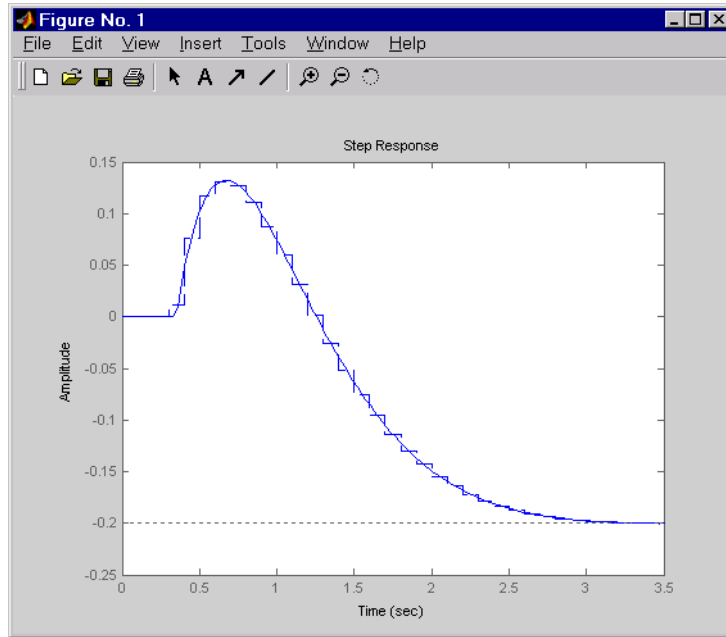 Figure No. 1
File Edit View Insert Tools Window Help
A
Step Response
0.15
0.1
0.05
0
-0.05
-0.1
-0.15
-0.2
-0.25
Amplitude
0 0.5 1 1.5 2 2.5 3 3.5
Time (sec)